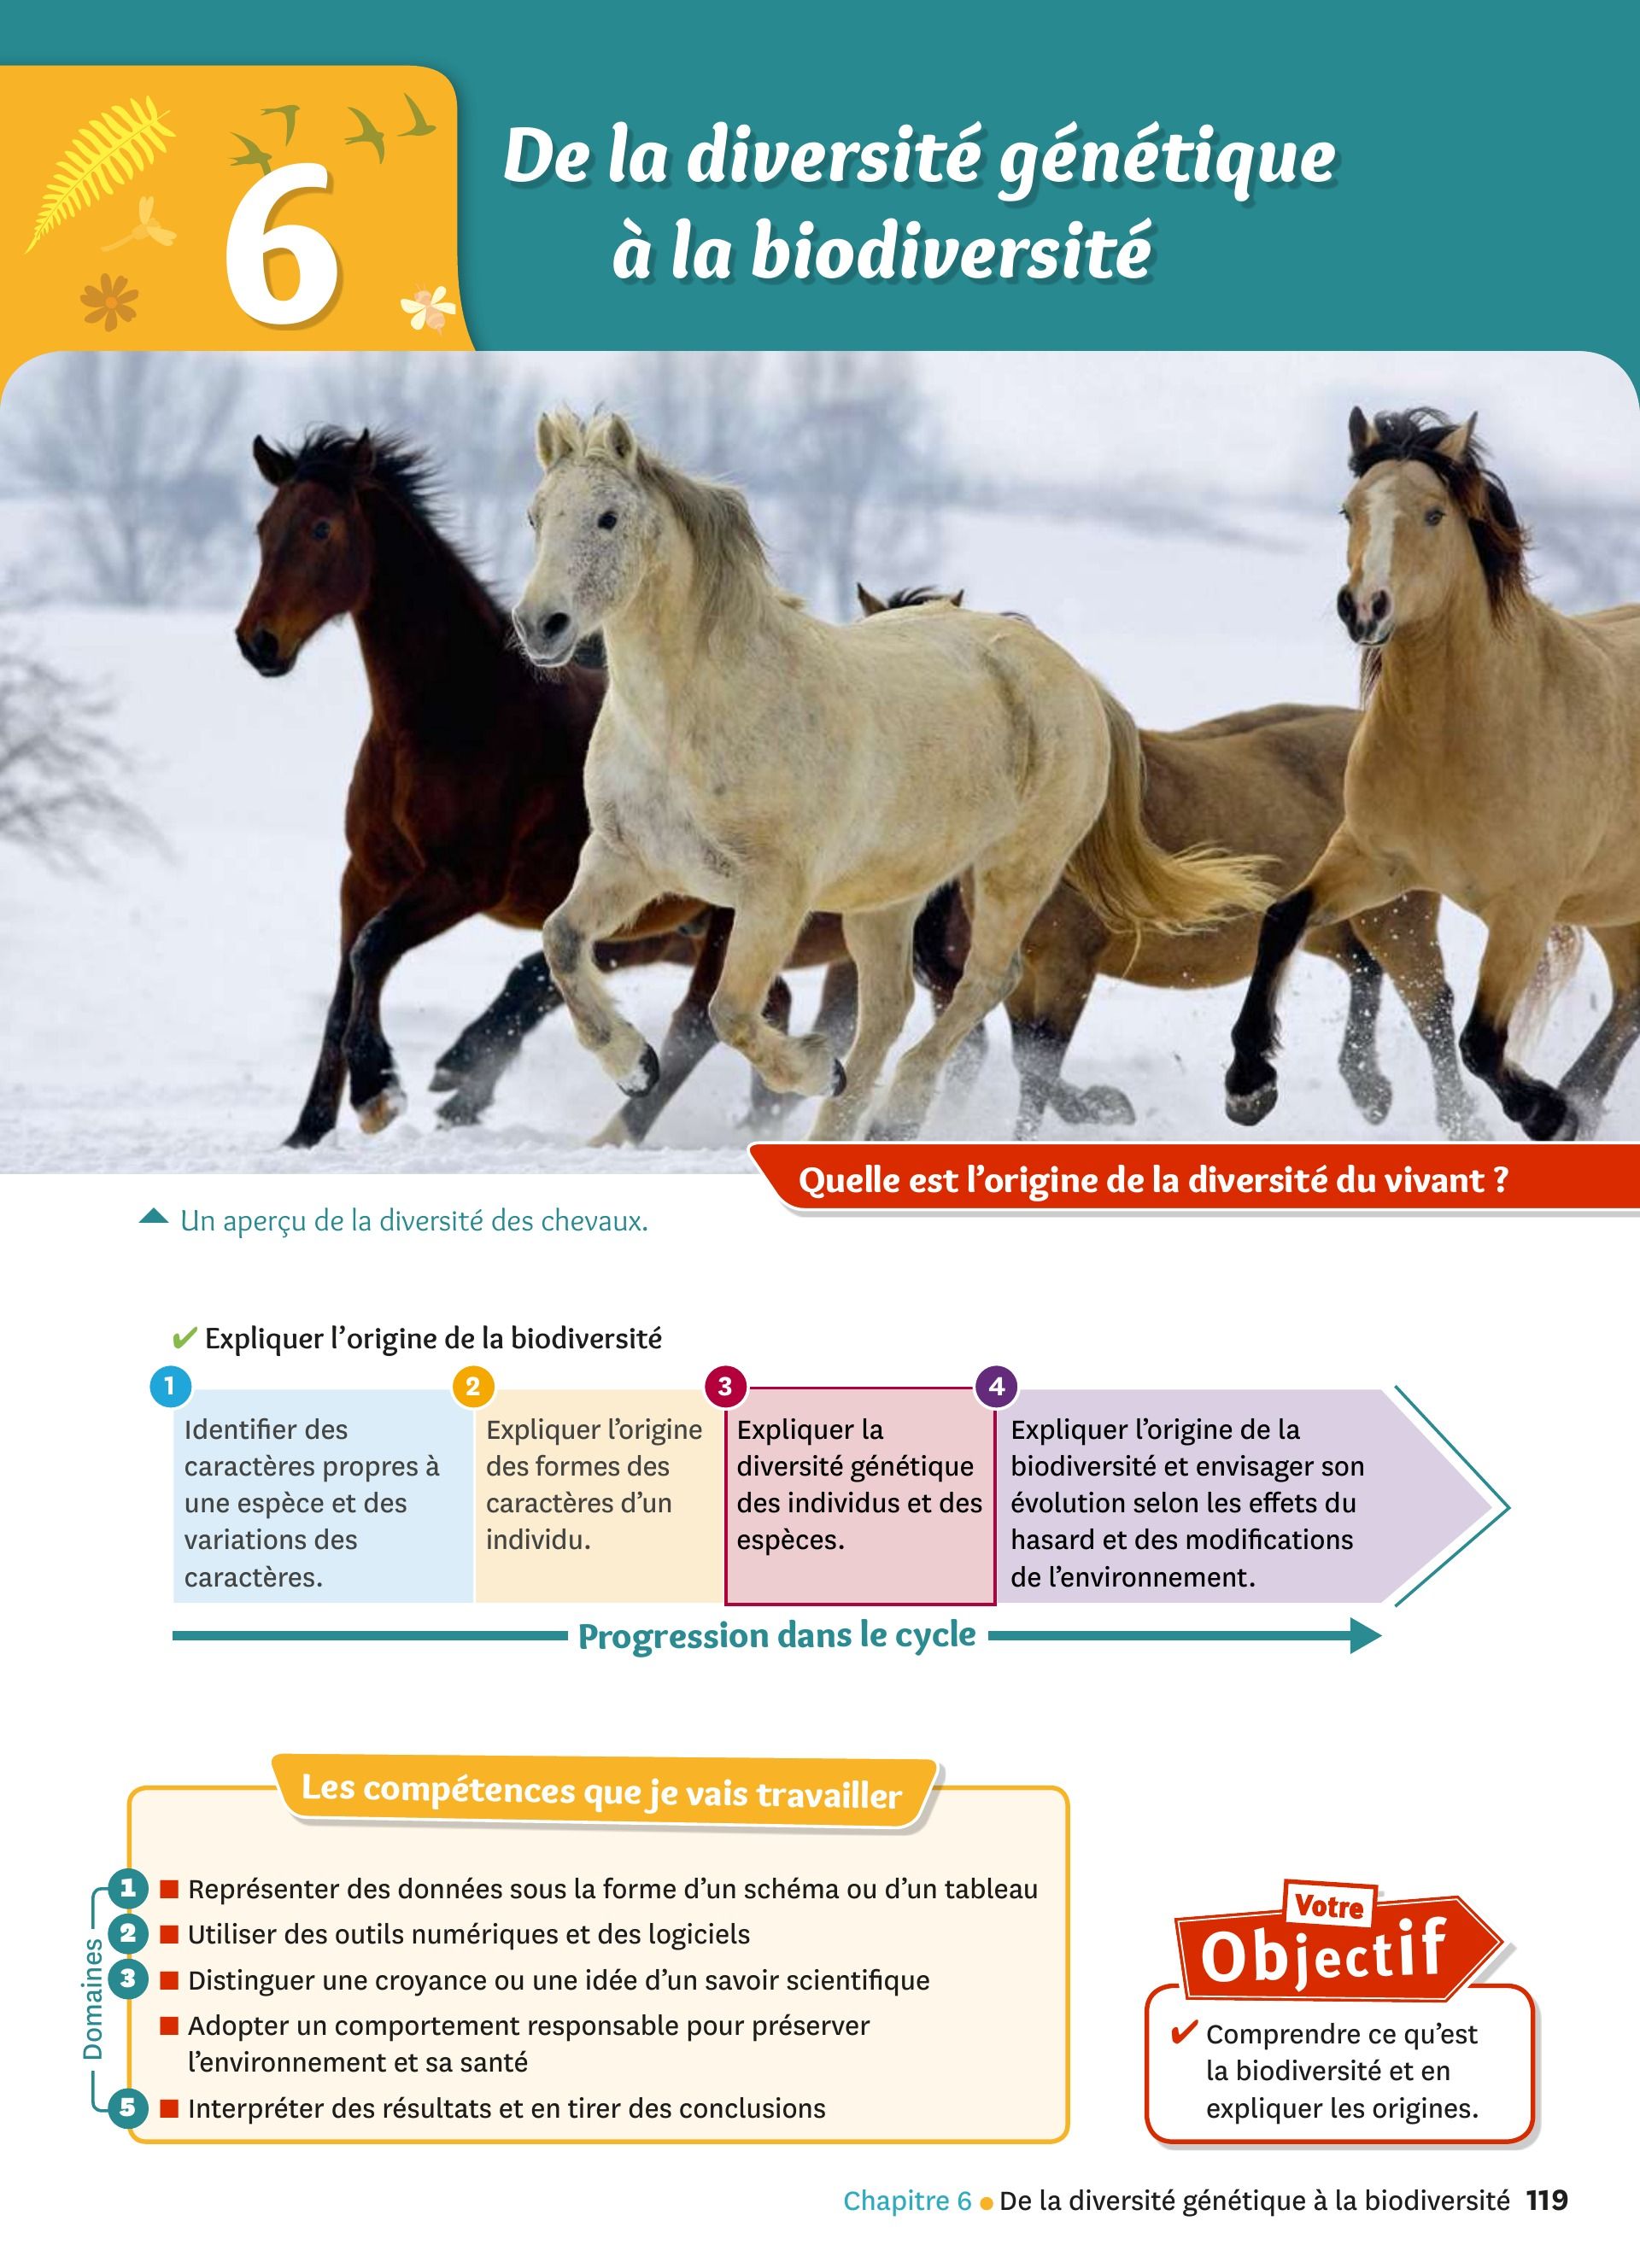 6
De la diversité génétique
à la biodiversité
Quelle est l’origine de la diversité du vivant ?
Un aperçu de la diversité des chevaux.
✔ Expliquer l’origine de la biodiversité
1
Identifier des
caractères propres à
une espèce et des
variations des
caractères.
2
Expliquer l’origine
des formes des
caractères d’un
individu.
3
Expliquer la
diversité génétique
des individus et des
espèces.
4
Expliquer l’origine de la
biodiversité et envisager son
évolution selon les effets du
hasard et des modifications
de l’environnement.
Progression dans le cycle
Les compétences que je vais travailler
Domaines
1 ■ Représenter des données sous la forme d’un schéma ou d’un tableau
2 ■ Utiliser des outils numériques et des logiciels
3 ■ Distinguer une croyance ou une idée d’un savoir scientifique
■ Adopter un comportement responsable pour préserver
l’environnement et sa santé
5 ■ Interpréter des résultats et en tirer des conclusions
Votre
Objectif
✔ Comprendre ce qu’est
la biodiversité et en
expliquer les origines.
Chapitre 6 ● De la diversité génétique à la biodiversité 119